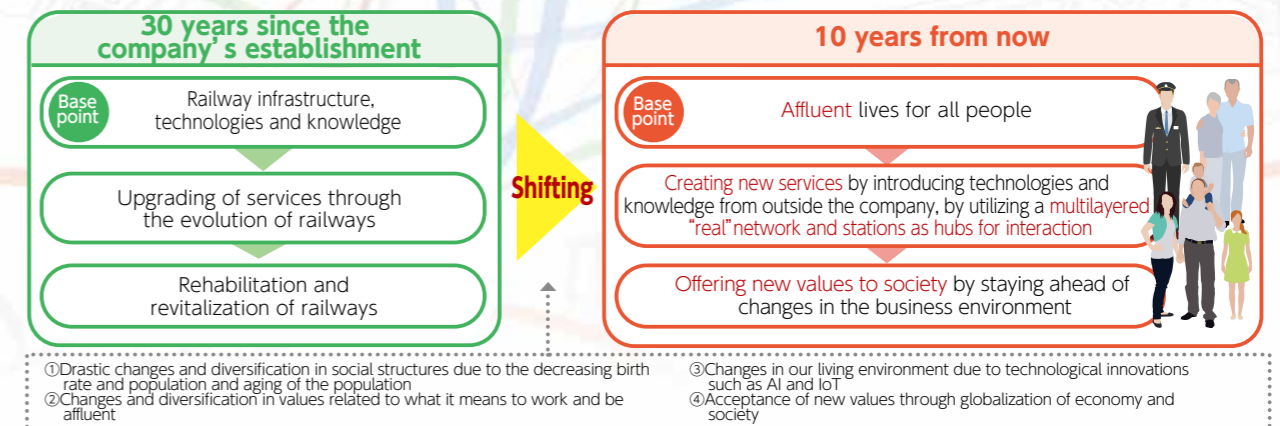 30 years since the
company's establishment
Base
point
Railway infrastructure,
technologies and knowledge
Upgrading of services through
the evolution of railways
Rehabilitation and
revitalization of railways
Shifting
10 years from now
Base
point
Affluent lives for all people
Creating new services by introducing technologies and
knowledge from outside the company, by utilizing a multilayered
“real” network and stations as hubs for interaction
Offering new values to society by staying ahead of
changes in the business environment
①Drastic changes and diversification in social structures due to the decreasing birth
rate and population and aging of the population
②Changes and diversification in values related to what it means to work and be
affluent
③Changes in our living environment due to technological innovations
such as AI and IoT
④Acceptance of new values through globalization of economy and
society